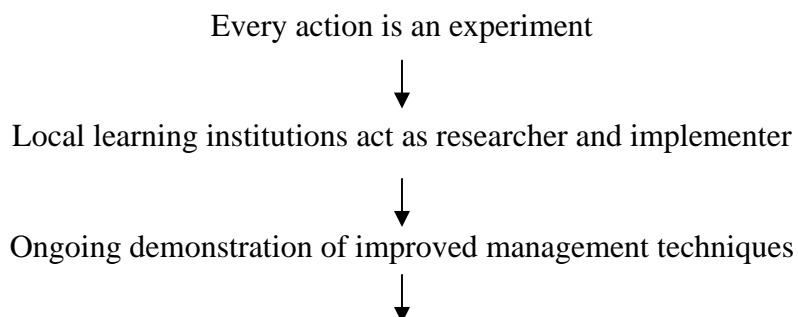 Every action is an experiment
Local learning institutions act as researcher and implementer
Ongoing demonstration of improved management techniques